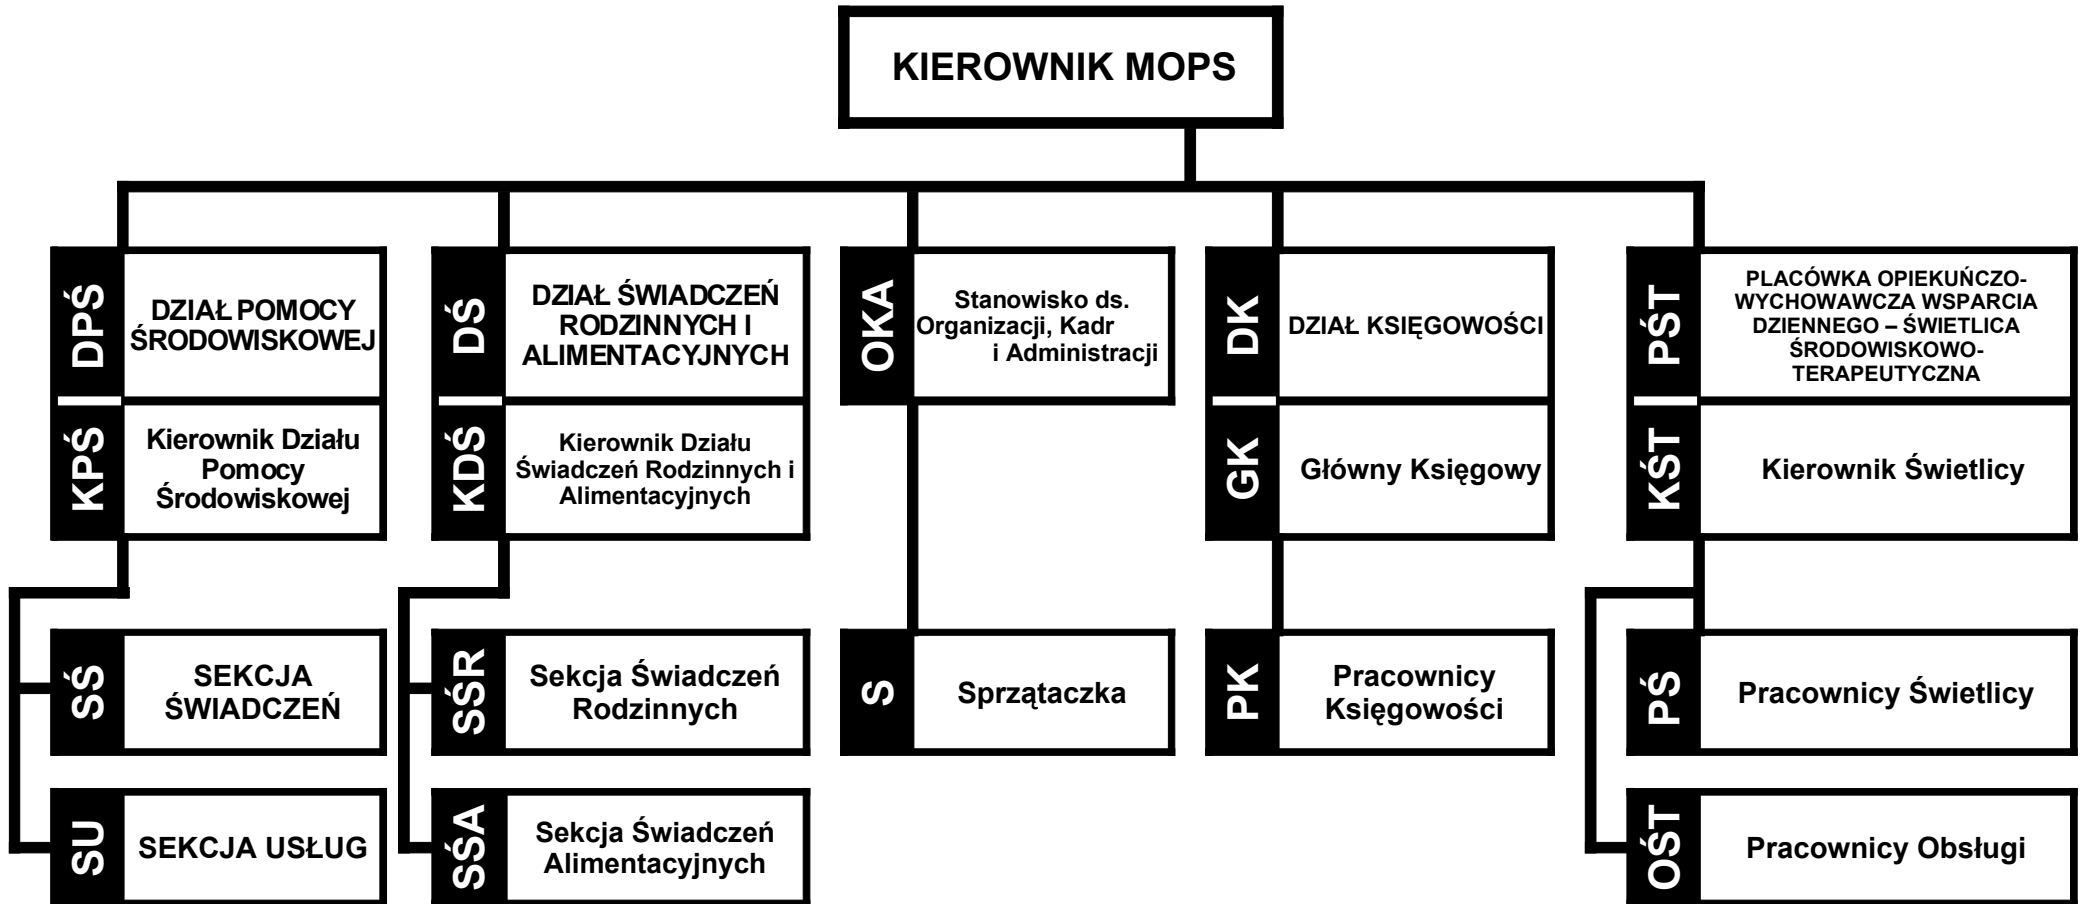 KIEROWNIK MOPS
DPŚ
DZIAŁ POMOCY
ŚRODOWISKOWEJ
KPŚ
Kierownik Działu
Pomocy
Środowiskowej
SŚ
SEKCJA
ŚWIADCZEŃ
SU
SEKCJA USŁUG
DŚ
DZIAŁ ŚWIADCZEŃ
RODZINNYCH I
ALIMENTACYJNYCH
KDŚ
Kierownik Działu
Świadczeń Rodzinnych i
Alimentacyjnych
SŚR
Sekcja Świadczeń
Rodzinnych
SŚA
Sekcja Świadczeń
Alimentacyjnych
OKA
Stanowisko ds.
Organizacji, Kadr
i Administracji
S
Sprzątaczka
DK
DZIAŁ KSIĘGOWOŚCI
GK
Główny Księgowy
PK
Pracownicy
Księgowości
PŚT
PLACÓWKA OPIEKUŃCZO-
WYCHOWAWCZA WSPARCIA
DZIENNEGO – ŚWIETLICA
ŚRODOWISKOWO-
TERAPEUTYCZNA
KŚT
Kierownik Świetlicy
PŚ
Pracownicy Świetlicy
OŚT
Pracownicy Obsługi